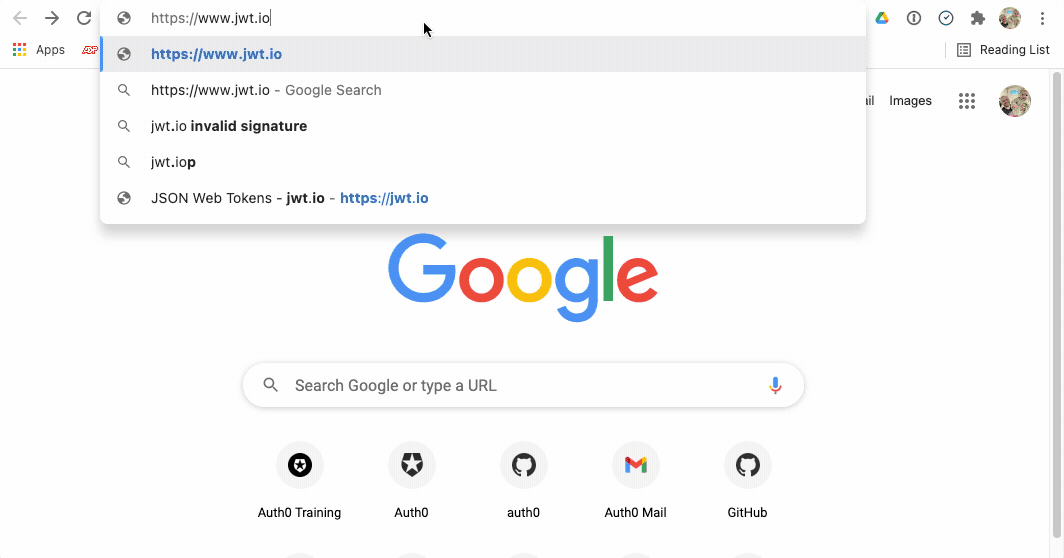 https://www.jwt.io
https://www.jwt.io
Apps
ADP
Reading List
https://www.jwt.io - Google Search
ail Images
jwt.io invalid signature
jwt.iop
JSON Web Tokens - jwt.io - https://jwt.io
Google
Search Google or type a URL
Auth0 Training Auth0 auth0 Auth0 Mail GitHub